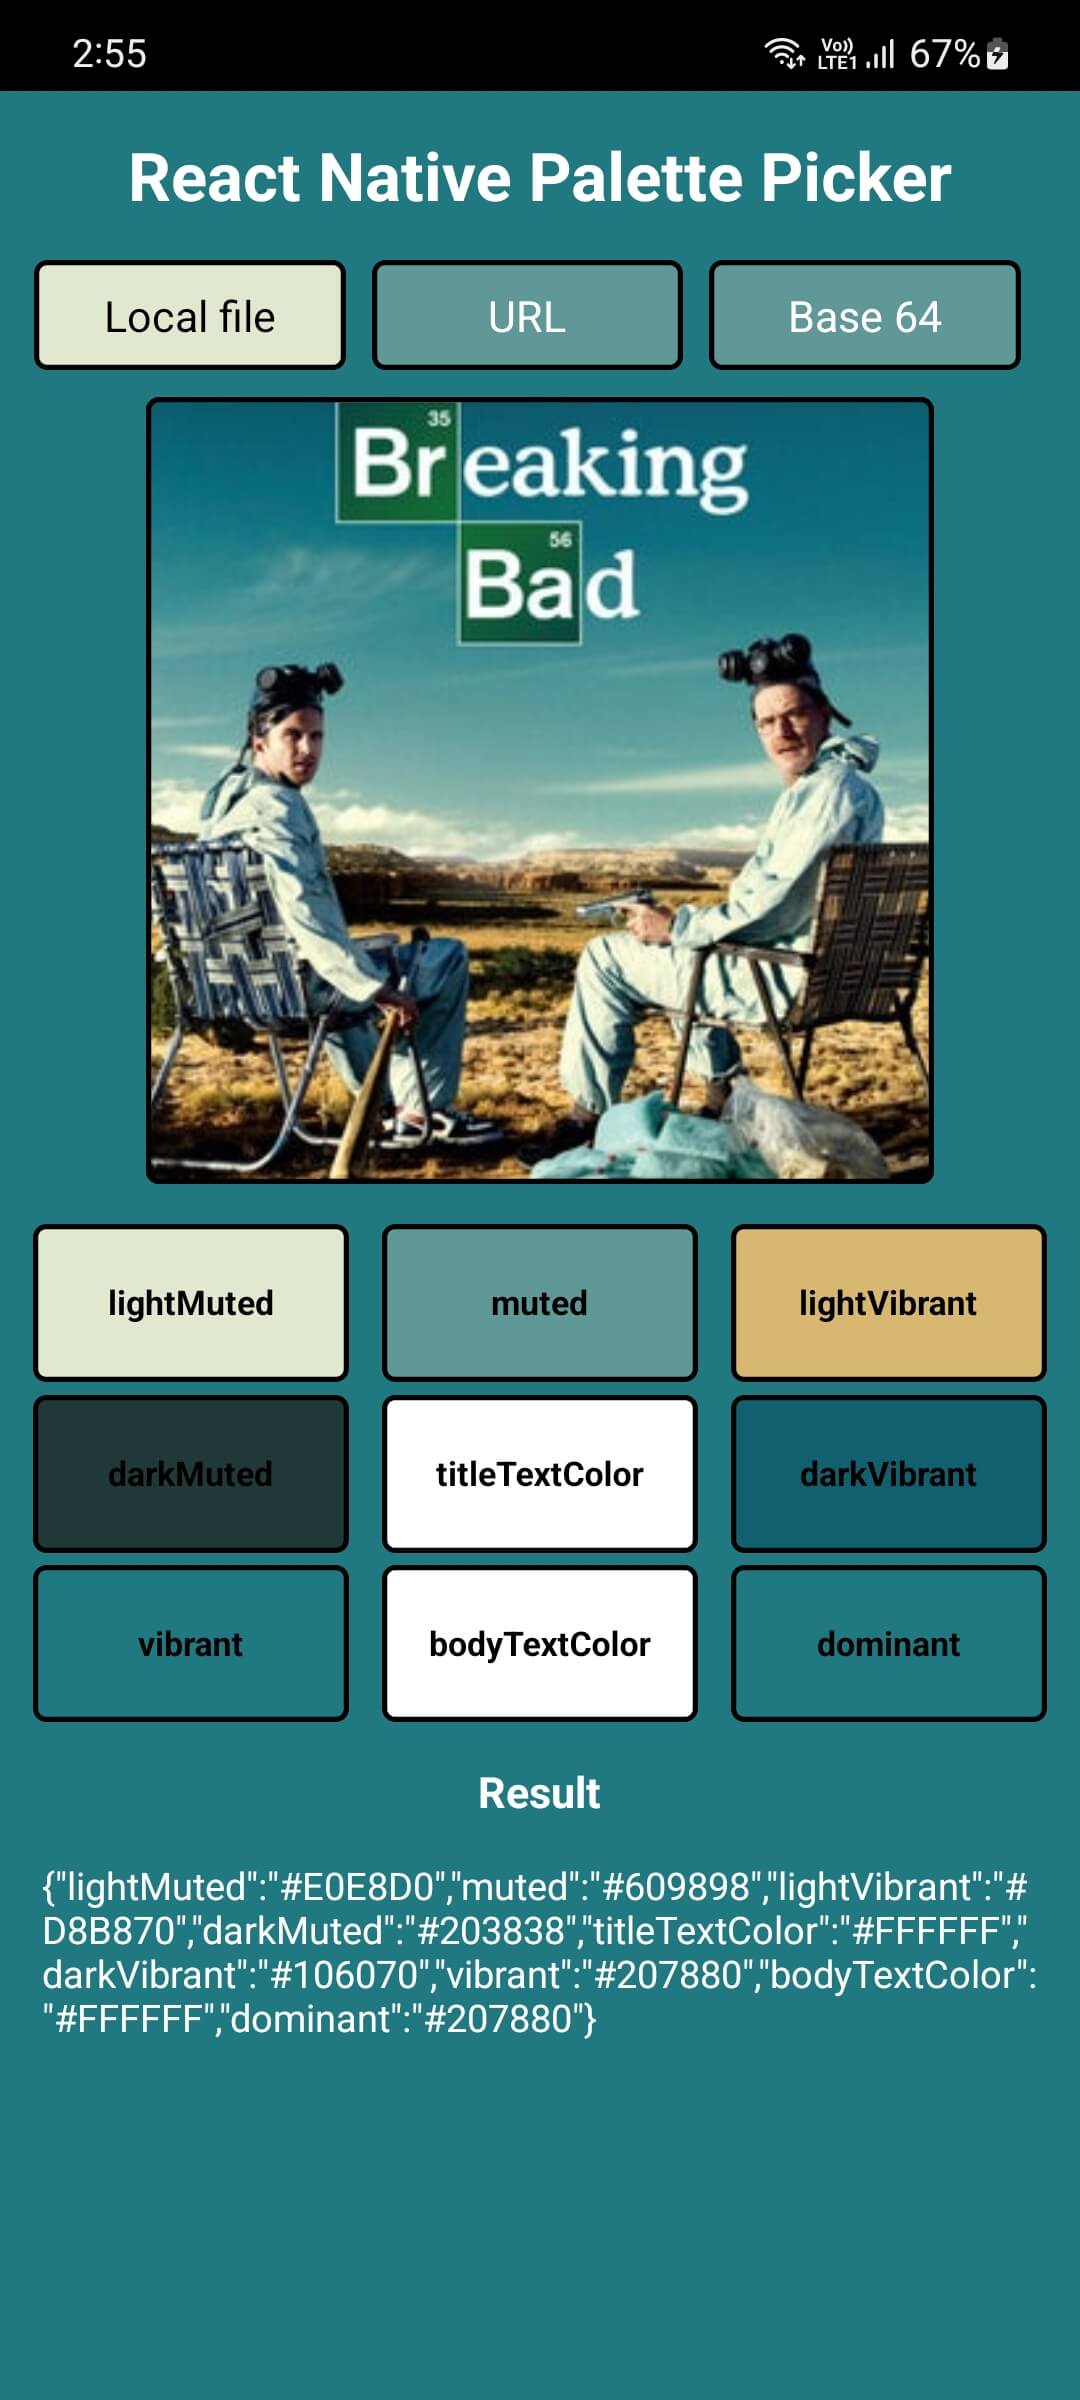 2:55 Vo)) LTE1 67%
React Native Palette Picker
Local file URL Base 64
35
Breaking
56
Bad
lightMuted muted lightVibrant
darkMuted titleTextColor darkVibrant
vibrant bodyTextColor dominant
Result
{"lightMuted":"#E0E8D0","muted":"#609898","lightVibrant":"#
D8B870","darkMuted":"#203838","titleTextColor":"#FFFFFF","
darkVibrant":"#106070","vibrant":"#207880","bodyTextColor":
"#FFFFFF","dominant":"#207880"}